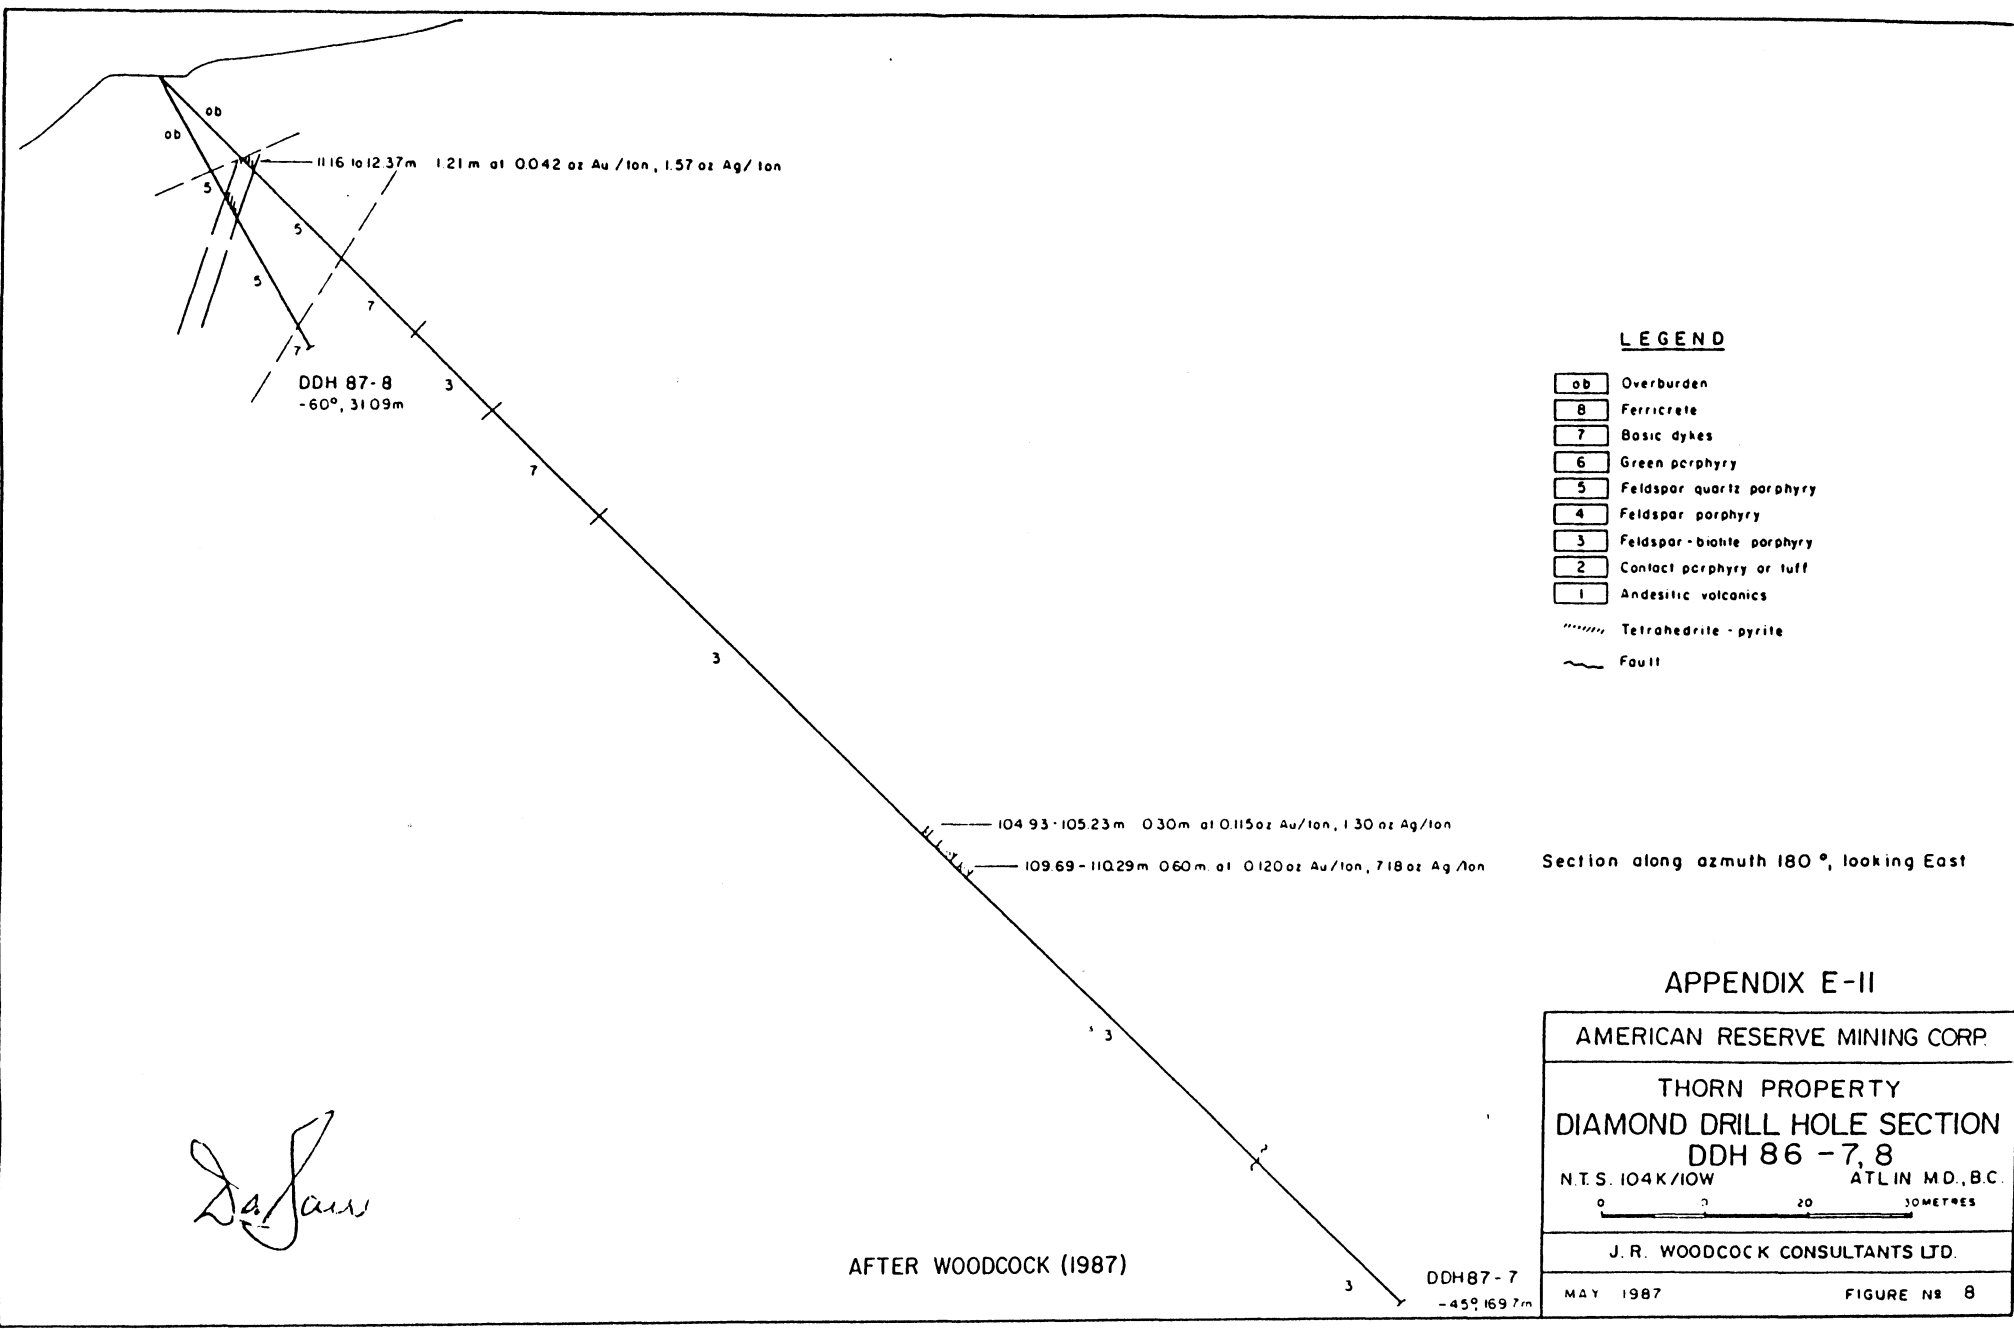 ob
ob
11.16 to 12.37m 1.21 m at 0.042 oz Au/ton, 1.57 oz Ag/ton
5
5
5
7
7
DDH 87-8
-60°, 31.09m
3
7
3
104.93-105.23m 0.30m at 0.115oz Au/ton, 1.30 oz Ag/ton
109.69-110.29m 0.60m. at 0.120oz Au/ton, 7.18oz Ag/ton
3
3
DDH87-7
-45°, 169.7m
LEGEND
ob Overburden
8 Ferricrete
7 Basic dykes
6 Green porphyry
5 Feldspar quartz porphyry
4 Feldspar porphyry
3 Feldspar-biotite porphyry
2 Contact porphyry or tuff
1 Andesitic volcanics
Tetrahedrite-pyrite
Fault
Section along azmuth 180°, looking East
APPENDIX E-11
AMERICAN RESERVE MINING CORP.
THORN PROPERTY
DIAMOND DRILL HOLE SECTION
DDH 86-7,8
N.T.S. 104K/10W ATLIN M.D., B.C.
0 20 30METRES
J.R. WOODCOCK CONSULTANTS LTD.
MAY 1987 FIGURE Nº 8
AFTER WOODCOCK (1987)